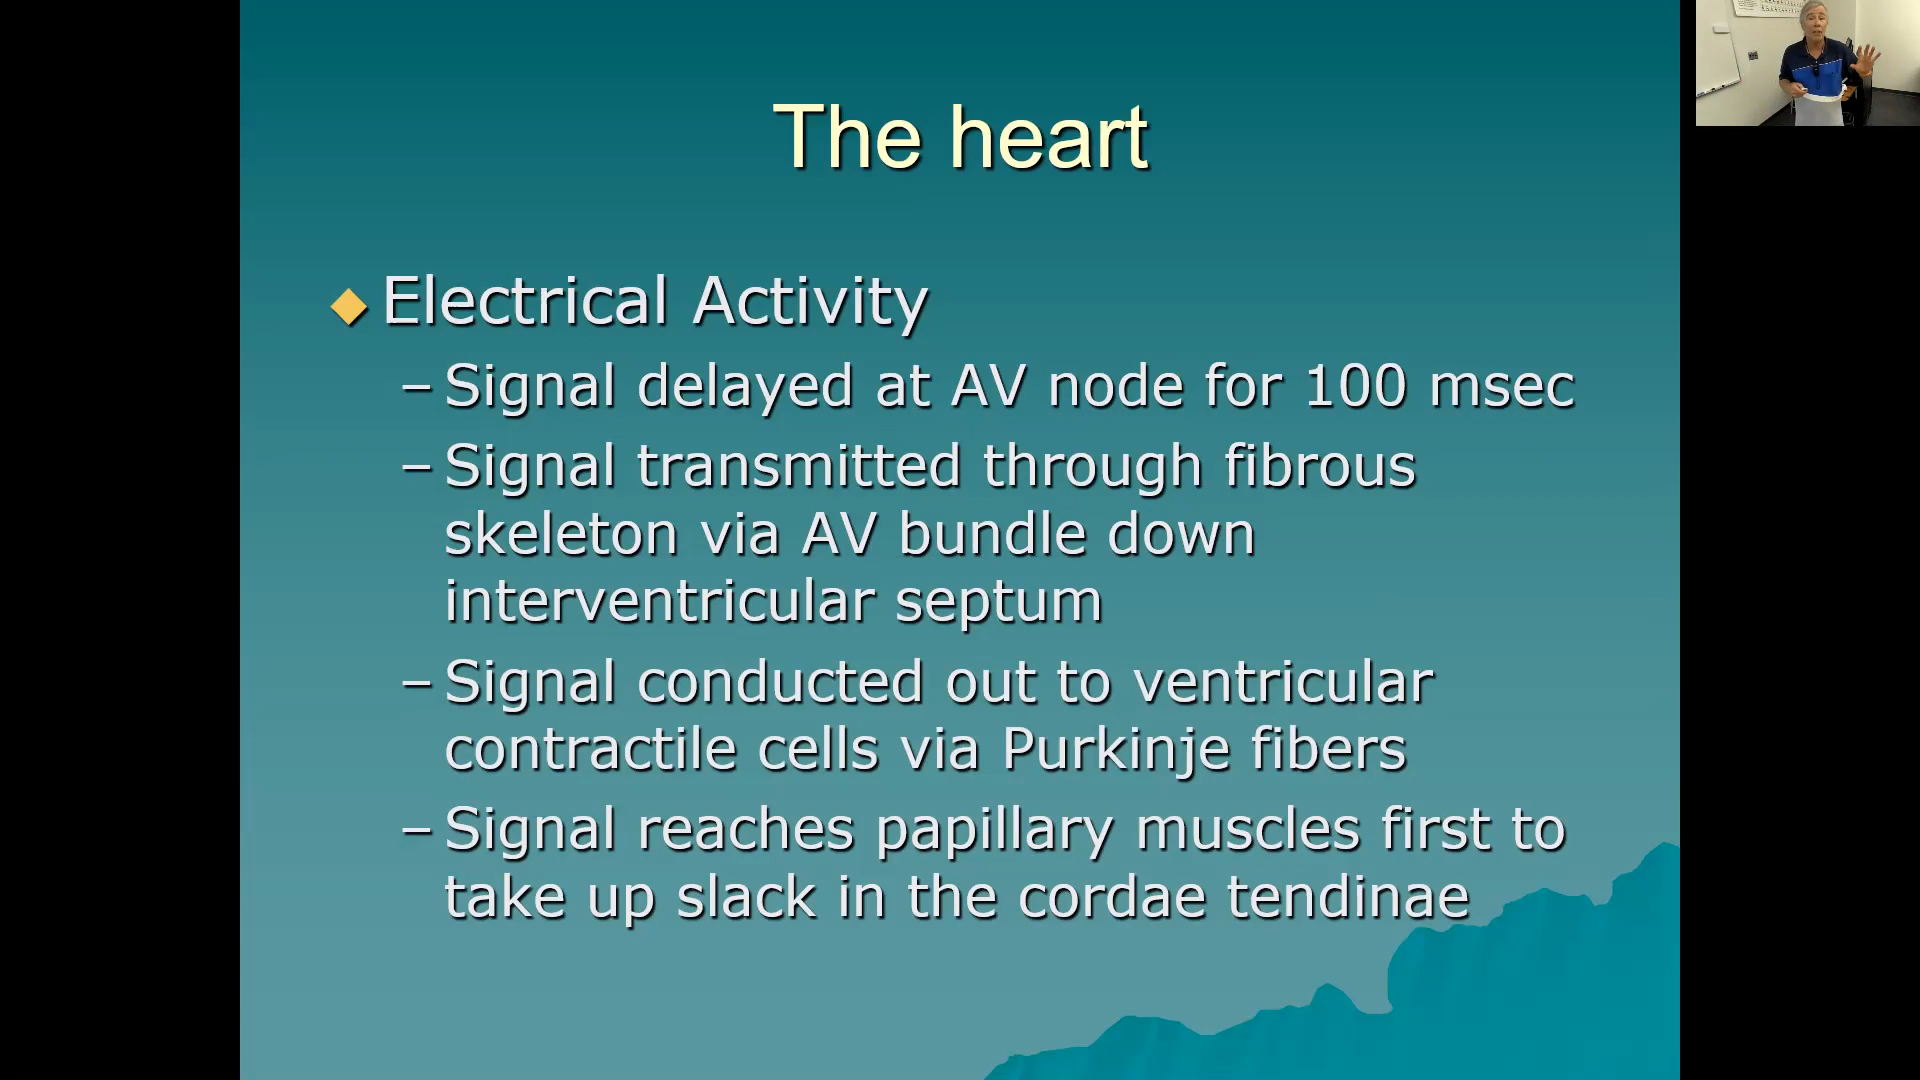 The heart
Electrical Activity
– Signal delayed at AV node for 100 msec
– Signal transmitted through fibrous
skeleton via AV bundle down
interventricular septum
– Signal conducted out to ventricular
contractile cells via Purkinje fibers
– Signal reaches papillary muscles first to
take up slack in the cordae tendinae